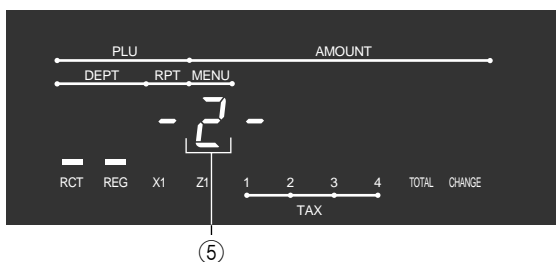 PLU AMOUNT
DEPT RPT MENU
-2-
RCT REG X1 Z1 1 2 3 4 TOTAL CHANGE
TAX
⑤